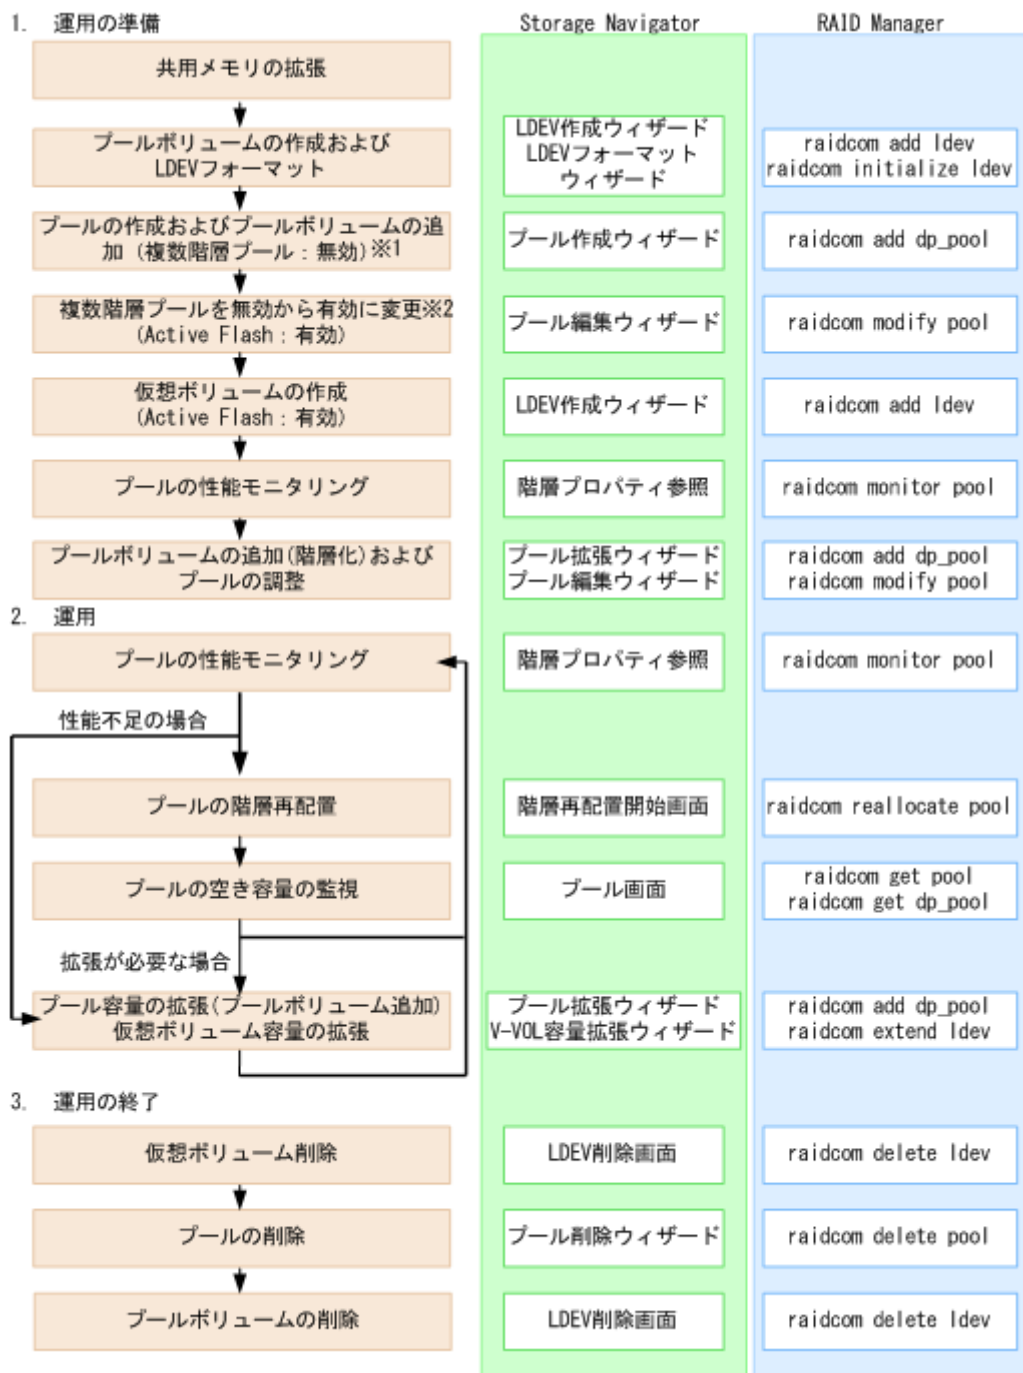 1. 運用の準備
Storage Navigator
RAID Manager
共用メモリの拡張
プールボリュームの作成および
LDEVフォーマット
LDEV作成ウィザード
LDEVフォーマット
ウィザード
raidcom add ldev
raidcom initialize ldev
プールの作成およびプールボリュームの追
加 (複数階層プール：無効)※1
プール作成ウィザード
raidcom add dp_pool
複数階層プールを無効から有効に変更※2
(Active Flash：有効)
プール編集ウィザード
raidcom modify pool
仮想ボリュームの作成
(Active Flash：有効)
LDEV作成ウィザード
raidcom add ldev
プールの性能モニタリング
階層プロパティ参照
raidcom monitor pool
プールボリュームの追加(階層化)および
プールの調整
プール拡張ウィザード
プール編集ウィザード
raidcom add dp_pool
raidcom modify pool
2. 運用
プールの性能モニタリング
階層プロパティ参照
raidcom monitor pool
性能不足の場合
プールの階層再配置
階層再配置開始画面
raidcom reallocate pool
プールの空き容量の監視
プール画面
raidcom get pool
raidcom get dp_pool
拡張が必要な場合
プール容量の拡張(プールボリューム追加)
仮想ボリューム容量の拡張
プール拡張ウィザード
V-VOL容量拡張ウィザード
raidcom add dp_pool
raidcom extend ldev
3. 運用の終了
仮想ボリューム削除
LDEV削除画面
raidcom delete ldev
プールの削除
プール削除ウィザード
raidcom delete pool
プールボリュームの削除
LDEV削除画面
raidcom delete ldev